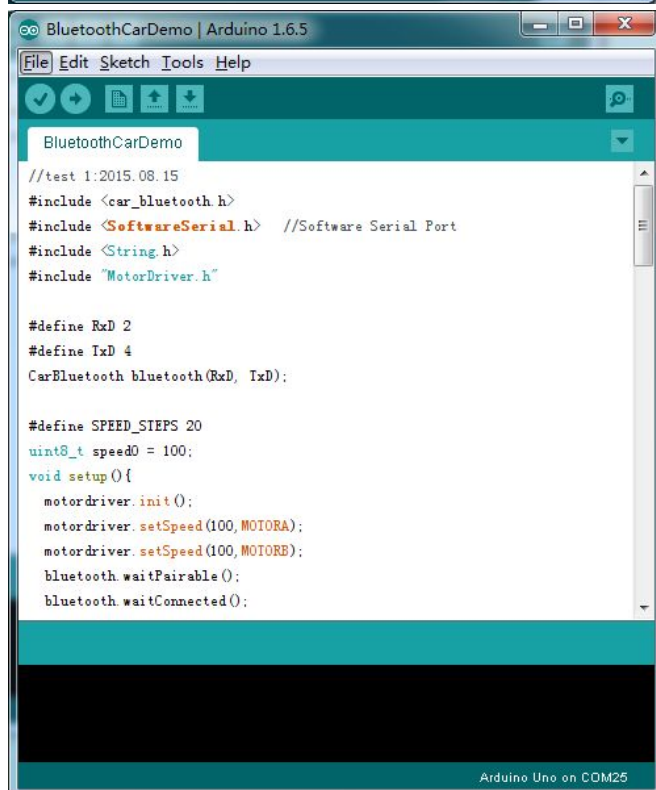 BluetoothCarDemo | Arduino 1.6.5
File Edit Sketch Tools Help
BluetoothCarDemo
//test 1:2015.08.15
#include <car_bluetooth.h>
#include <SoftwareSerial.h>   //Software Serial Port
#include <String.h>
#include "MotorDriver.h"
#define RxD 2
#define TxD 4
CarBluetooth bluetooth(RxD, TxD);
#define SPEED_STEPS 20
uint8_t speed0 = 100;
void setup(){
  motordriver.init();
  motordriver.setSpeed(100,MOTORA);
  motordriver.setSpeed(100,MOTORB);
  bluetooth.waitPairable();
  bluetooth.waitConnected();
Arduino Uno on COM25